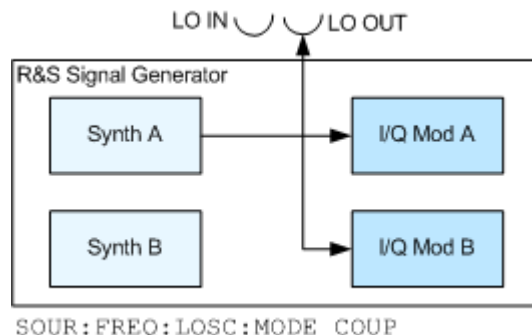 LO IN LO OUT
R&S Signal Generator
Synth A I/Q Mod A
Synth B I/Q Mod B
SOUR:FREQ:LOSC:MODE COUP